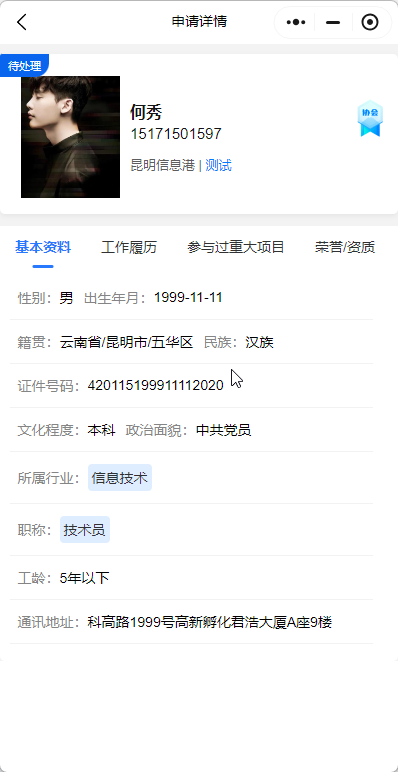 申请详情
待处理
何秀
协会
15171501597
昆明信息港 | 测试
基本资料 工作履历 参与过重大项目 荣誉/资质
性别：男 出生年月：1999-11-11
籍贯：云南省/昆明市/五华区 民族：汉族
证件号码：420115199911112020
文化程度：本科 政治面貌：中共党员
所属行业：信息技术
职称：技术员
工龄：5年以下
通讯地址：科高路1999号高新孵化君浩大厦A座9楼